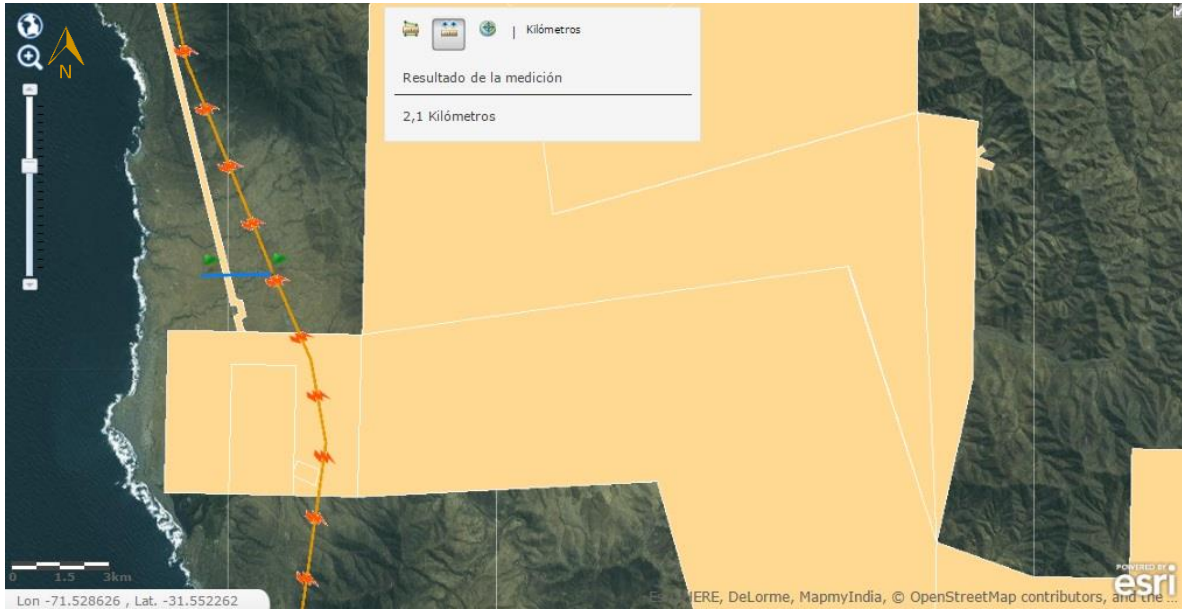 N
| Kilómetros
Resultado de la medición
2,1 Kilómetros
0 1.5 3km
Lon -71.528626 , Lat. -31.552262
HERE, DeLorme, MapmyIndia, © OpenStreetMap contributors, and the ...
POWERED BY
esri